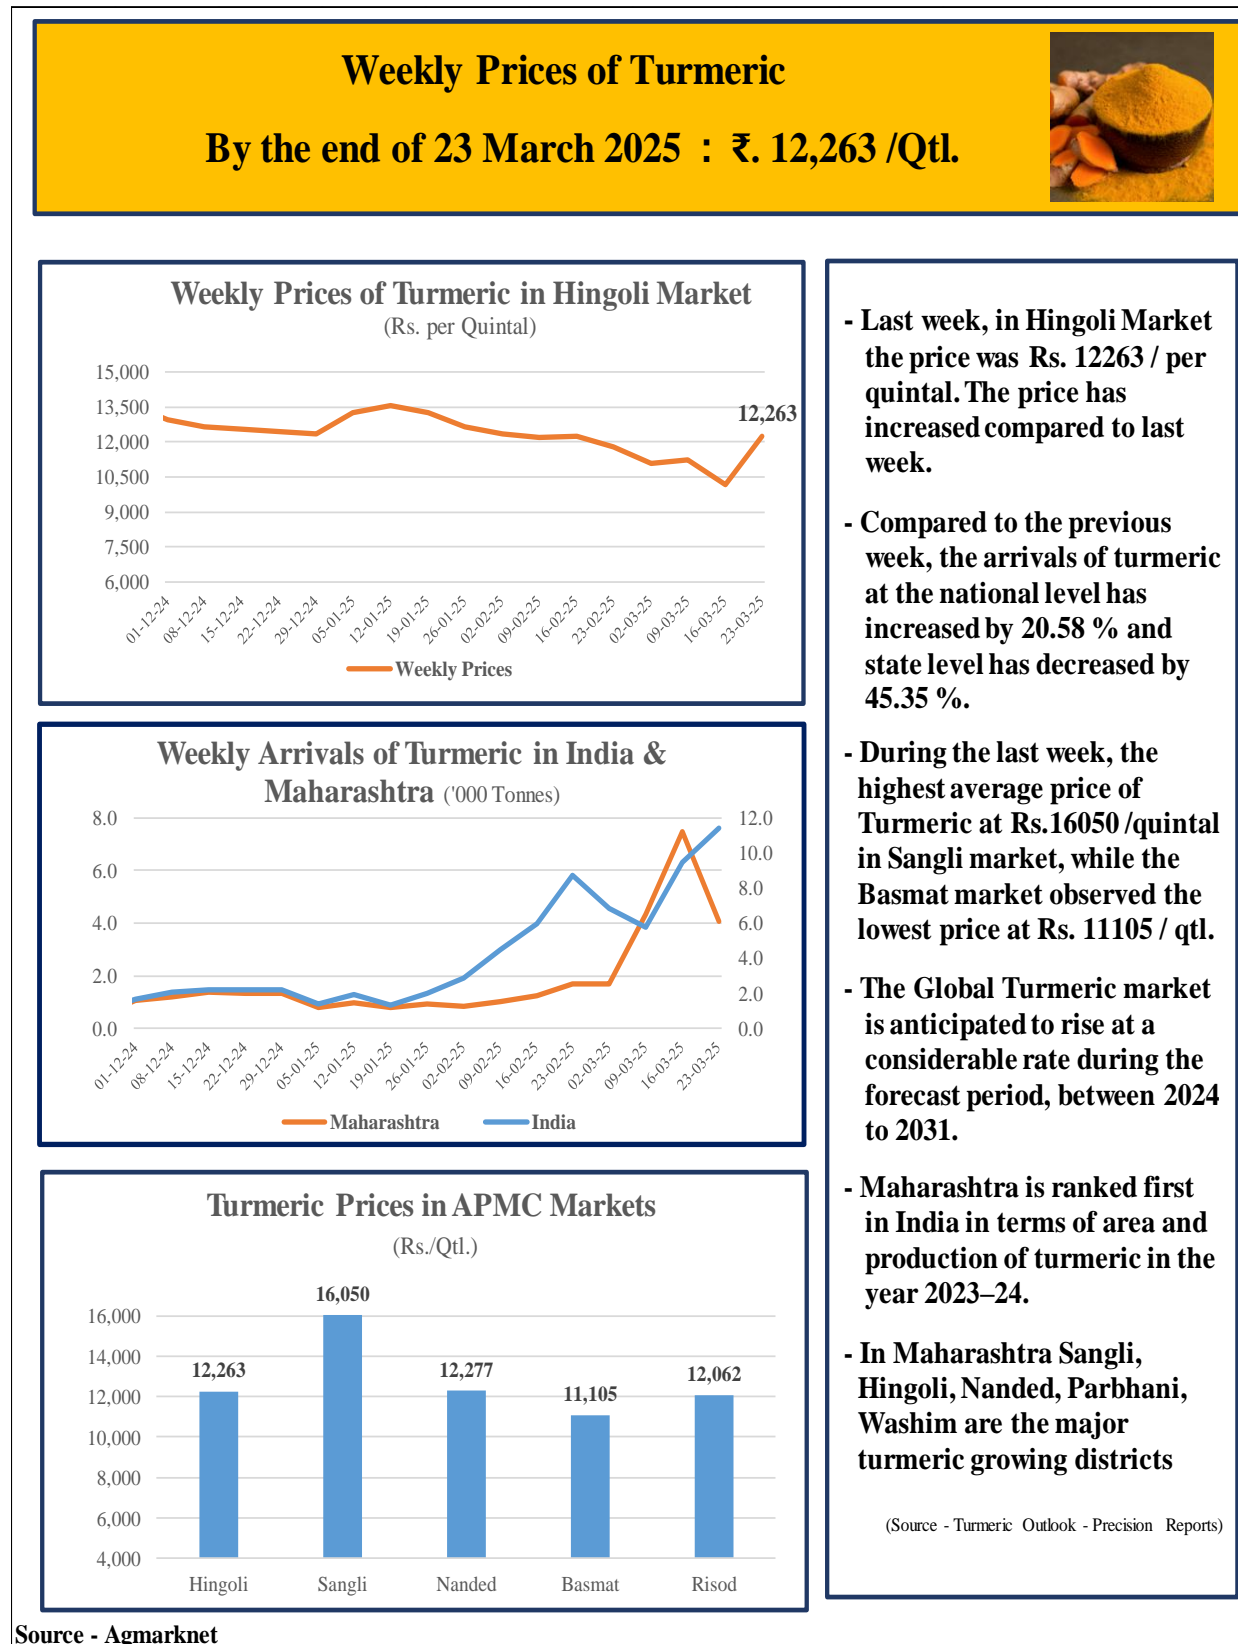 Weekly Prices of Turmeric
By the end of 23 March 2025 : ₹. 12,263 /Qtl.
Weekly Prices of Turmeric in Hingoli Market
(Rs. per Quintal)
15,000
13,500
12,000
10,500
9,000
7,500
6,000
12,263
01-12-24
08-12-24
15-12-24
22-12-24
29-12-24
05-01-25
12-01-25
19-01-25
26-01-25
02-02-25
09-02-25
16-02-25
23-02-25
02-03-25
09-03-25
16-03-25
23-03-25
Weekly Prices
Weekly Arrivals of Turmeric in India &
Maharashtra ('000 Tonnes)
8.0
6.0
4.0
2.0
0.0
12.0
10.0
8.0
6.0
4.0
2.0
0.0
01-12-24
08-12-24
15-12-24
22-12-24
29-12-24
05-01-25
12-01-25
19-01-25
26-01-25
02-02-25
09-02-25
16-02-25
23-02-25
02-03-25
09-03-25
16-03-25
23-03-25
Maharashtra India
Turmeric Prices in APMC Markets
(Rs./Qtl.)
16,000
14,000
12,000
10,000
8,000
6,000
4,000
12,263
16,050
12,277
11,105
12,062
Hingoli Sangli Nanded Basmat Risod
- Last week, in Hingoli Market
the price was Rs. 12263 / per
quintal. The price has
increased compared to last
week.
- Compared to the previous
week, the arrivals of turmeric
at the national level has
increased by 20.58 % and
state level has decreased by
45.35 %.
- During the last week, the
highest average price of
Turmeric at Rs.16050 /quintal
in Sangli market, while the
Basmat market observed the
lowest price at Rs. 11105 / qtl.
- The Global Turmeric market
is anticipated to rise at a
considerable rate during the
forecast period, between 2024
to 2031.
- Maharashtra is ranked first
in India in terms of area and
production of turmeric in the
year 2023–24.
- In Maharashtra Sangli,
Hingoli, Nanded, Parbhani,
Washim are the major
turmeric growing districts
(Source - Turmeric Outlook - Precision Reports)
Source - Agmarknet